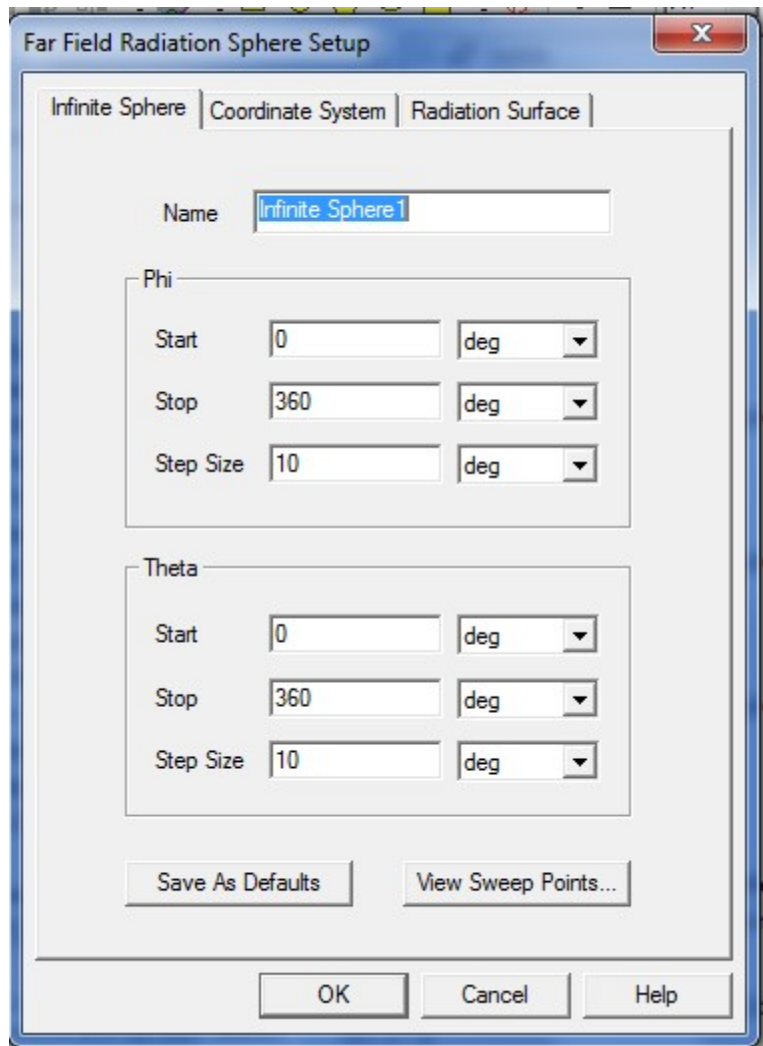 Far Field Radiation Sphere Setup
Infinite Sphere Coordinate System Radiation Surface
Name Infinite Sphere1
Phi
Start 0 deg
Stop 360 deg
Step Size 10 deg
Theta
Start 0 deg
Stop 360 deg
Step Size 10 deg
Save As Defaults View Sweep Points...
OK Cancel Help